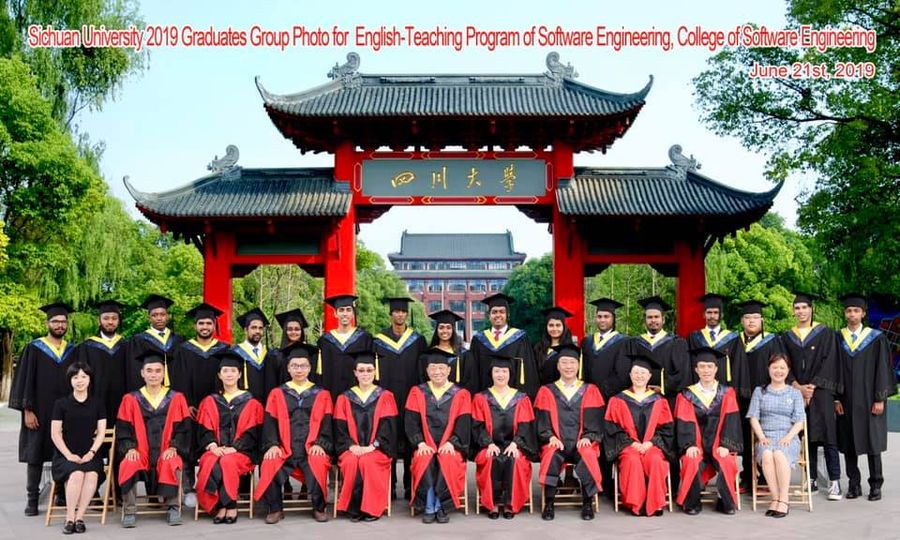 Sichuan University 2019 Graduates Group Photo for English-Teaching Program of Software Engineering, College of Software Engineering
June 21st, 2019
四川大學